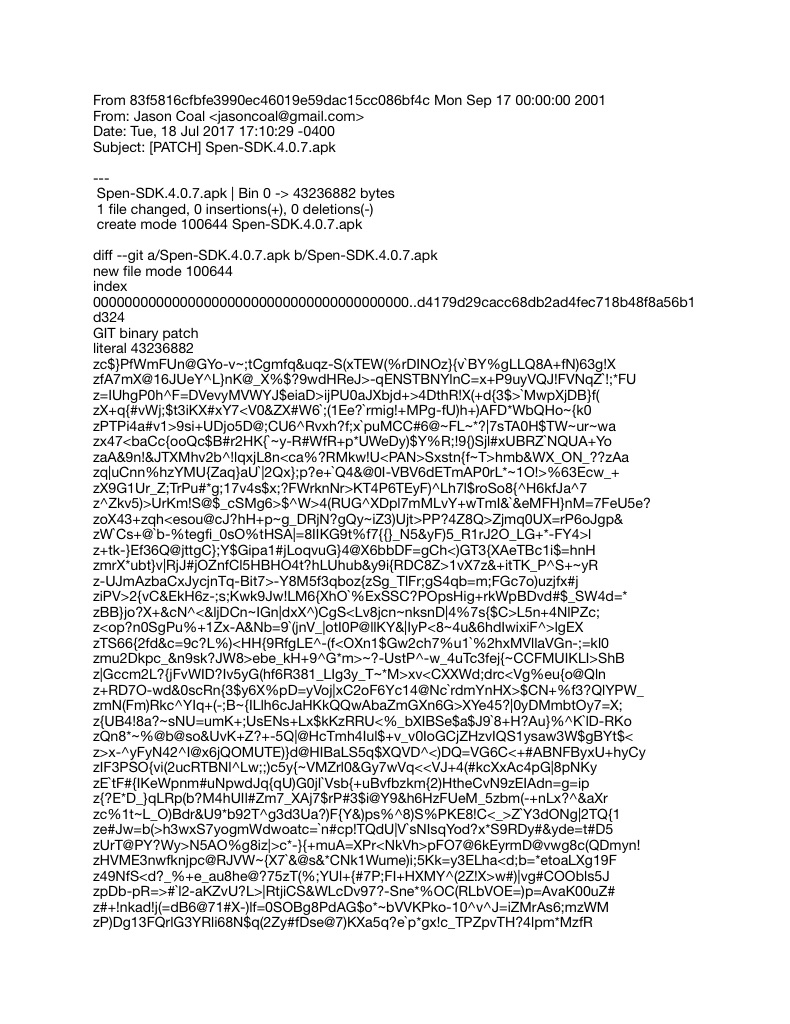 From 83f5816cfbfe3990ec46019e59dac15cc086bf4c Mon Sep 17 00:00:00 2001
From: Jason Coal <jasoncoal@gmail.com>
Date: Tue, 18 Jul 2017 17:10:29 -0400
Subject: [PATCH] Spen-SDK.4.0.7.apk
---
Spen-SDK.4.0.7.apk | Bin 0 -> 43236882 bytes
1 file changed, 0 insertions(+), 0 deletions(-)
create mode 100644 Spen-SDK.4.0.7.apk
diff --git a/Spen-SDK.4.0.7.apk b/Spen-SDK.4.0.7.apk
new file mode 100644
index
0000000000000000000000000000000000000000..d4179d29cacc68db2ad4fec718b48f8a56b1
d324
GIT binary patch
literal 43236882
zc$}PfWmFUn@GYo-v~;tCgmfq&uqz-S(xTEW(%rDINOz}{v`BY%gLLQ8A+fN)63g!X
zfA7mX@16JUeY^L}nK@_X%$?9wdHReJ>-qENSTBNYlnC=x+P9uyVQJ!FVNqZ`!;*FU
z=IUhgP0h^F=DVevyMVWYJ$eiaD>ijPU0aJXbjd+>4DthR!X(+d{3$>`MwpXjDB}f(
zX+q{#vWj;$t3iKX#xY7<V0&ZX#W6`;(1Ee?`rmig!+MPg-fU)h+)AFD*WbQHo~{k0
zPTPi4a#v1>9si+UDjo5D@;CU6^Rvxh?f;x`puMCC#6@~FL~*?|7sTA0H$TW~ur~wa
zx47<baCc{ooQc$B#r2HK{`~y-R#WfR+p*UWeDy)$Y%R;!9{)Sjl#xUBRZ`NQUA+Yo
zaA&9n!&JTXMhv2b^!lqxjL8n<ca%?RMkw!U<PAN>Sxstn{f~T>hmb&WX_ON_??zAa
zq|uCnn%hzYMU{Zaq}aU`|2Qx};p?e+`Q4&@0l-VBV6dETmAP0rL*~1O!>%63Ecw_+
zX9G1Ur_Z;TrPu#*g;17v4s$x;?FWrknNr>KT4P6TEyF)^Lh7l$roSo8{^H6kfJa^7
z^Zkv5)>UrKm!S@$_cSMg6>$^W>4(RUG^XDpl7mMLvY+wTml&`&eMFH}nM=7FeU5e?
zoX43+zqh<esou@cJ?hH+p~g_DRjN?gQy~iZ3)Ujt>PP?4Z8Q>Zjmq0UX=rP6oJgp&
zW`Cs+@`b-%tegfi_0sO%tHSA|=8IIKG9t%f7{{}_N5&yF)5_R1rJ2O_LG+*-FY4>l
z+tk-}Ef36Q@jttgC};Y$Gipa1#jLoqvuG}4@X6bbDF=gCh<)GT3{XAeTBc1i$=hnH
zmrX*ubt}v|RjJ#jOZnfCl5HBHO4t?hLUhub&y9i{RDC8Z>1vX7z&+itTK_P^S+~yR
z-UJmAzbaCxJycjnTq-Bit7>-Y8M5f3qboz{zSg_TlFr;gS4qb=m;FGc7o)uzjfx#j
ziPV>2{vC&EkH6z-;s;Kwk9Jw!LM6{XhO`%ExSSC?POpsHig+rkWpBDvd#$_SW4d=*
zBB}jo?X+&cN^<&ljDCn~IGn|dxX^)CgS<Lv8jcn~nksnD|4%7s{$C>L5n+4NlPZc;
z<op?n0SgPu%+1Zx-A&Nb=9`(jnV_|otI0P@llKY&|IyP<8~4u&6hdIwixiF^>lgEX
zTS66{2fd&c=9c?L%)<HH{9RfgLE^-(f<OXn1$Gw2ch7%u1`%2hxMVllaVGn-;=kl0
zmu2Dkpc_&n9sk?JW8>ebe_kH+9^G*m>~?-UstP^-w_4uTc3fej{~CCFMUIKLl>ShB
z|Gccm2L?{jFvWID?Iv5yG(hf6R381_LIg3y_T~*M>xv<CXXWd;drc<Vg%eu{o@Qln
z+RD7O-wd&0scRn{3$y6X%pD=yVoj|xC2oF6Yc14@Nc`rdmYnHX>$CN+%f3?QlYPW_
zmN(Fm)Rkc^YIq+(-;B~{lLlh6cJaHKkQQwAbaZmGXn6G>XYe45?|0yDMmbtOy7=X;
z{UB4!8a?~sNU=umK+;UsENs+Lx$kKzRRU<%_bXIBSe$a$J9`8+H?Au}%^K`lD-RKo
zQn8*~%@b@so&UvK+Z?+-5Q|@HcTmh4Iul$+v_v0IoGCjZHzvIQS1ysaw3W$gBYt$<
z>x-^yFyN42^I@x6jQOMUTE)}d@HIBaLS5q$XQVD^<)DQ=VG6C<+#ABNFByxU+hyCy
zIF3PSO{vi(2ucRTBNI^Lw;;)c5y{~VMZrl0&Gy7wVq<<VJ+4(#kcXxAc4pG|8pNKy
zE`tF#{IKeWpnm#uNpwdJq{qU)G0jl`Vsb{+uBvfbzkm{2)HtheCvN9zEIAdn=g=ip
z{?E*D_}qLRp(b?M4hUII#Zm7_XAj7$rP#3$i@Y9&h6HzFUeM_5zbm(-+nLx?^&aXr
zc%1t~L_O)Bdr&U9*b92T^g3d3Ua?)F{Y&)ps%^8)S%PKE8!C<_>Z`Y3dONg|2TQ{1
ze#Jw=b(>h3wxS7yogmWdwoatc=`n#cp!TQdU|V`sNIsqYod?x*S9RDy#&yde=t#D5
zUrT@PY?Wy>N5AO%g8iz|>c*-}{+muA=XPr<NkVh>pFO7@6kEyrmD@vwg8c(QDmyn!
zHVME3nwfknjpc@RJVW~{X7`&@s&*CNk1Wume)i;5Kk=y3ELha<d;b=*etoaLXg19F
z49NfS<d?_%+e_au8he@?75zT(%;YUl+{#7P;FI+HXMY^(2Z!X>w#)|vg#COObls5J
zpDb-pR=>#`l2-aKZvU?L>|RtjiCS&WLcDv97?-Sne*%OC(RLbVOE=)p=AvaK00uZ#
z#+!nkad!j(=dB6@71#X-)lf=0SOBg8PdAG$o*~bVVKPko-10^v^J=iZMrAs6;mzWM
zP)Dg13FQrlG3YRli68N$q(2Zy#fDse@7)KXa5q?e`p*gx!c_TPZpvTH?4lpm*MzfR